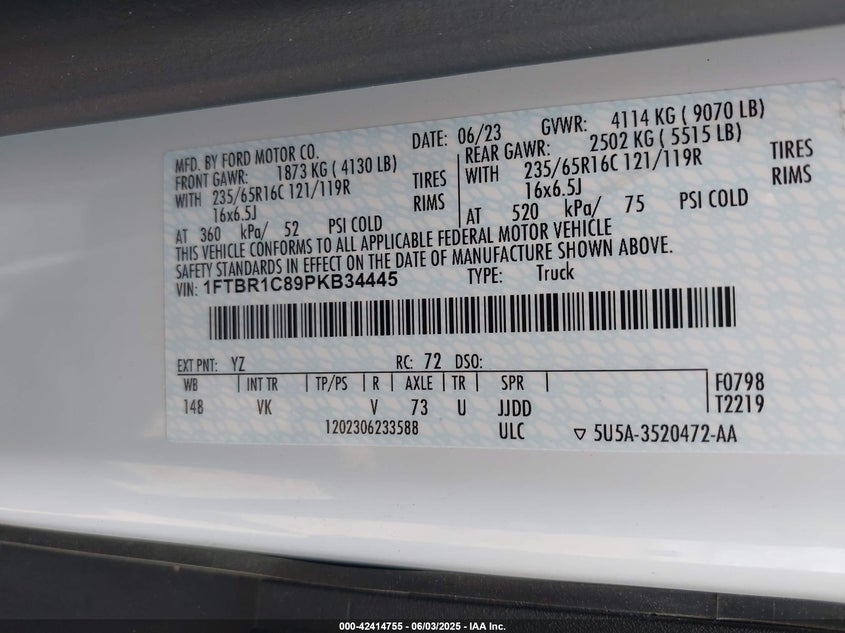 MFD. BY FORD MOTOR CO. DATE: 06/23 GVWR: 4114 KG ( 9070 LB)
FRONT GAWR: 1873 KG ( 4130 LB) REAR GAWR: 2502 KG ( 5515 LB)
WITH 235/65R16C 121/119R TIRES WITH 235/65R16C 121/119R TIRES
16x6.5J RIMS 16x6.5J RIMS
AT 360 kPa/ 52 PSI COLD AT 520 kPa/ 75 PSI COLD
THIS VEHICLE CONFORMS TO ALL APPLICABLE FEDERAL MOTOR VEHICLE
SAFETY STANDARDS IN EFFECT ON THE DATE OF MANUFACTURE SHOWN ABOVE.
VIN: 1FTBR1C89PKB34445 TYPE: Truck
EXT PNT: YZ RC: 72 DSO:
WB INT TR TP/PS R AXLE TR SPR F0798
148 VK V 73 U JJDD T2219
1202306233588 ULC ▽ 5U5A-3520472-AA
000-42414755 - 06/03/2025 - IAA Inc.